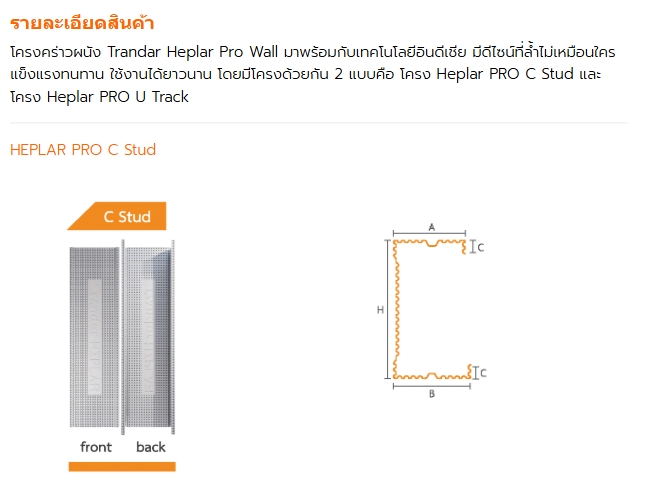 รายละเอียดสินค้า
โครงคร่าวผนัง Trandar Heplar Pro Wall มาพร้อมกับเทคโนโลยีอินดีเซีย มีดีไซน์ที่ล้ำไม่เหมือนใคร
แข็งแรงทนทาน ใช้งานได้ยาวนาน โดยมีโครงด้วยกัน 2 แบบคือ โครง Heplar PRO C Stud และ
โครง Heplar PRO U Track
HEPLAR PRO C Stud
C Stud
A
C
H
C
B
front back